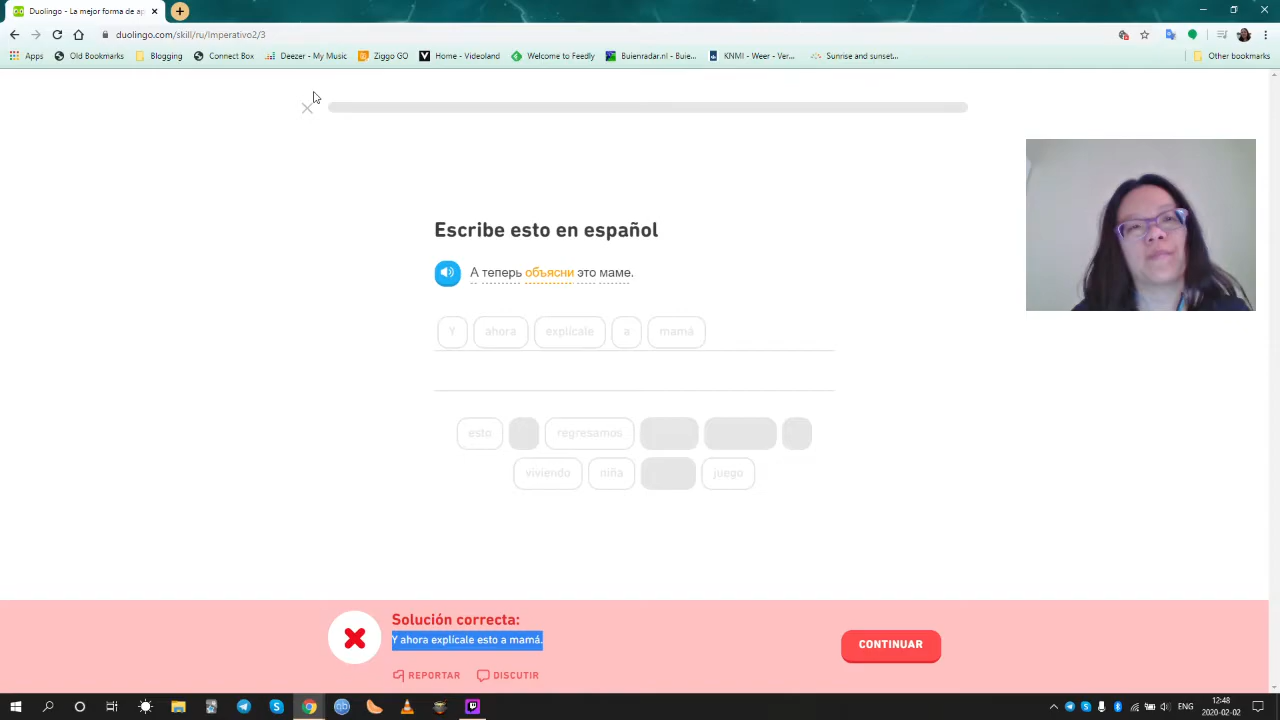 Duolingo - La mejor forma de ap
duolingo.com/skill/ru/Imperativo2/3
Apps Old Bookmarks Blogging Connect Box Deezer - My Music Ziggo GO Home - Videoland Welcome to Feedly Buienradar.nl - Buie... KNMI - Weer - Ver... Sunrise and sunset... Other bookmarks
Escribe esto en español
А теперь объясни это маме.
Y ahora explícale a mamá
esto regresamos
viviendo niña juego
Solución correcta:
Y ahora explícale esto a mamá.
CONTINUAR
REPORTAR DISCUTIR
12:48
ENG
2020-02-02